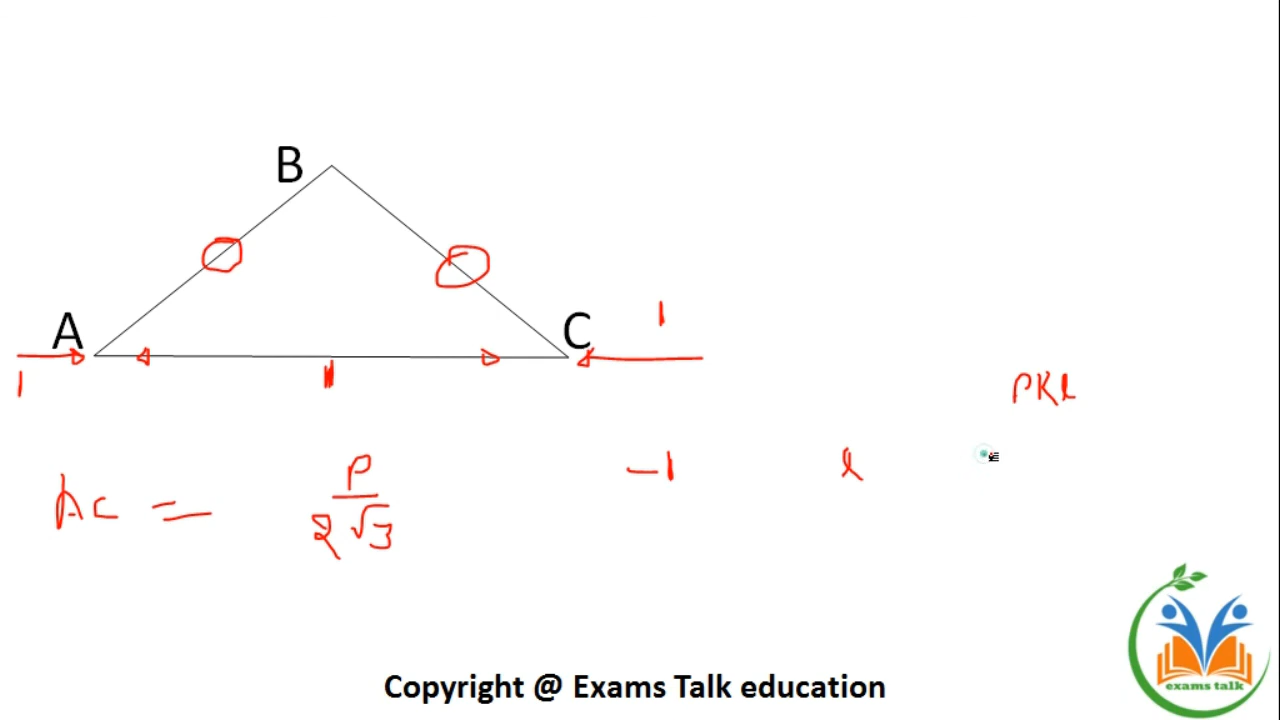 B
A
C
1
1
PKL
AC = P / 2√3
-1
l
exams talk
Copyright @ Exams Talk education